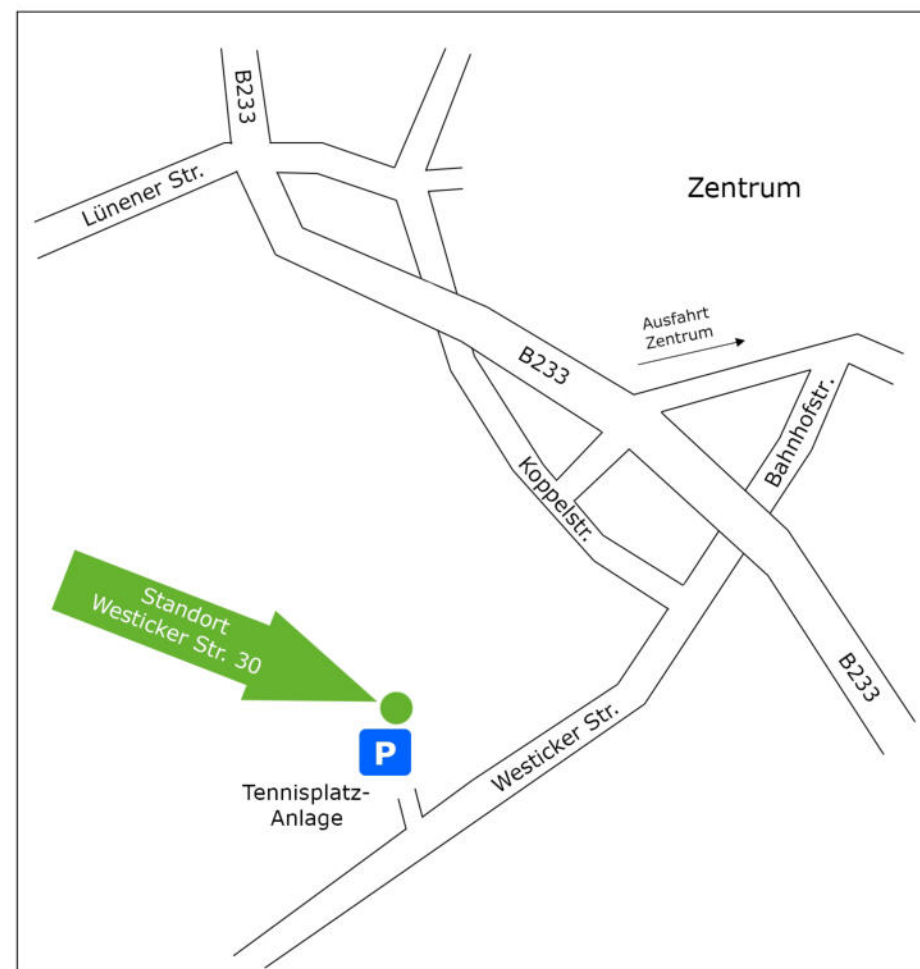 B233
Lünener Str.
Zentrum
Ausfahrt
Zentrum
B233
Bahnhofstr.
Koppelstr.
Standort
Westicker Str. 30
B233
Westicker Str.
P
Tennisplatz-
Anlage